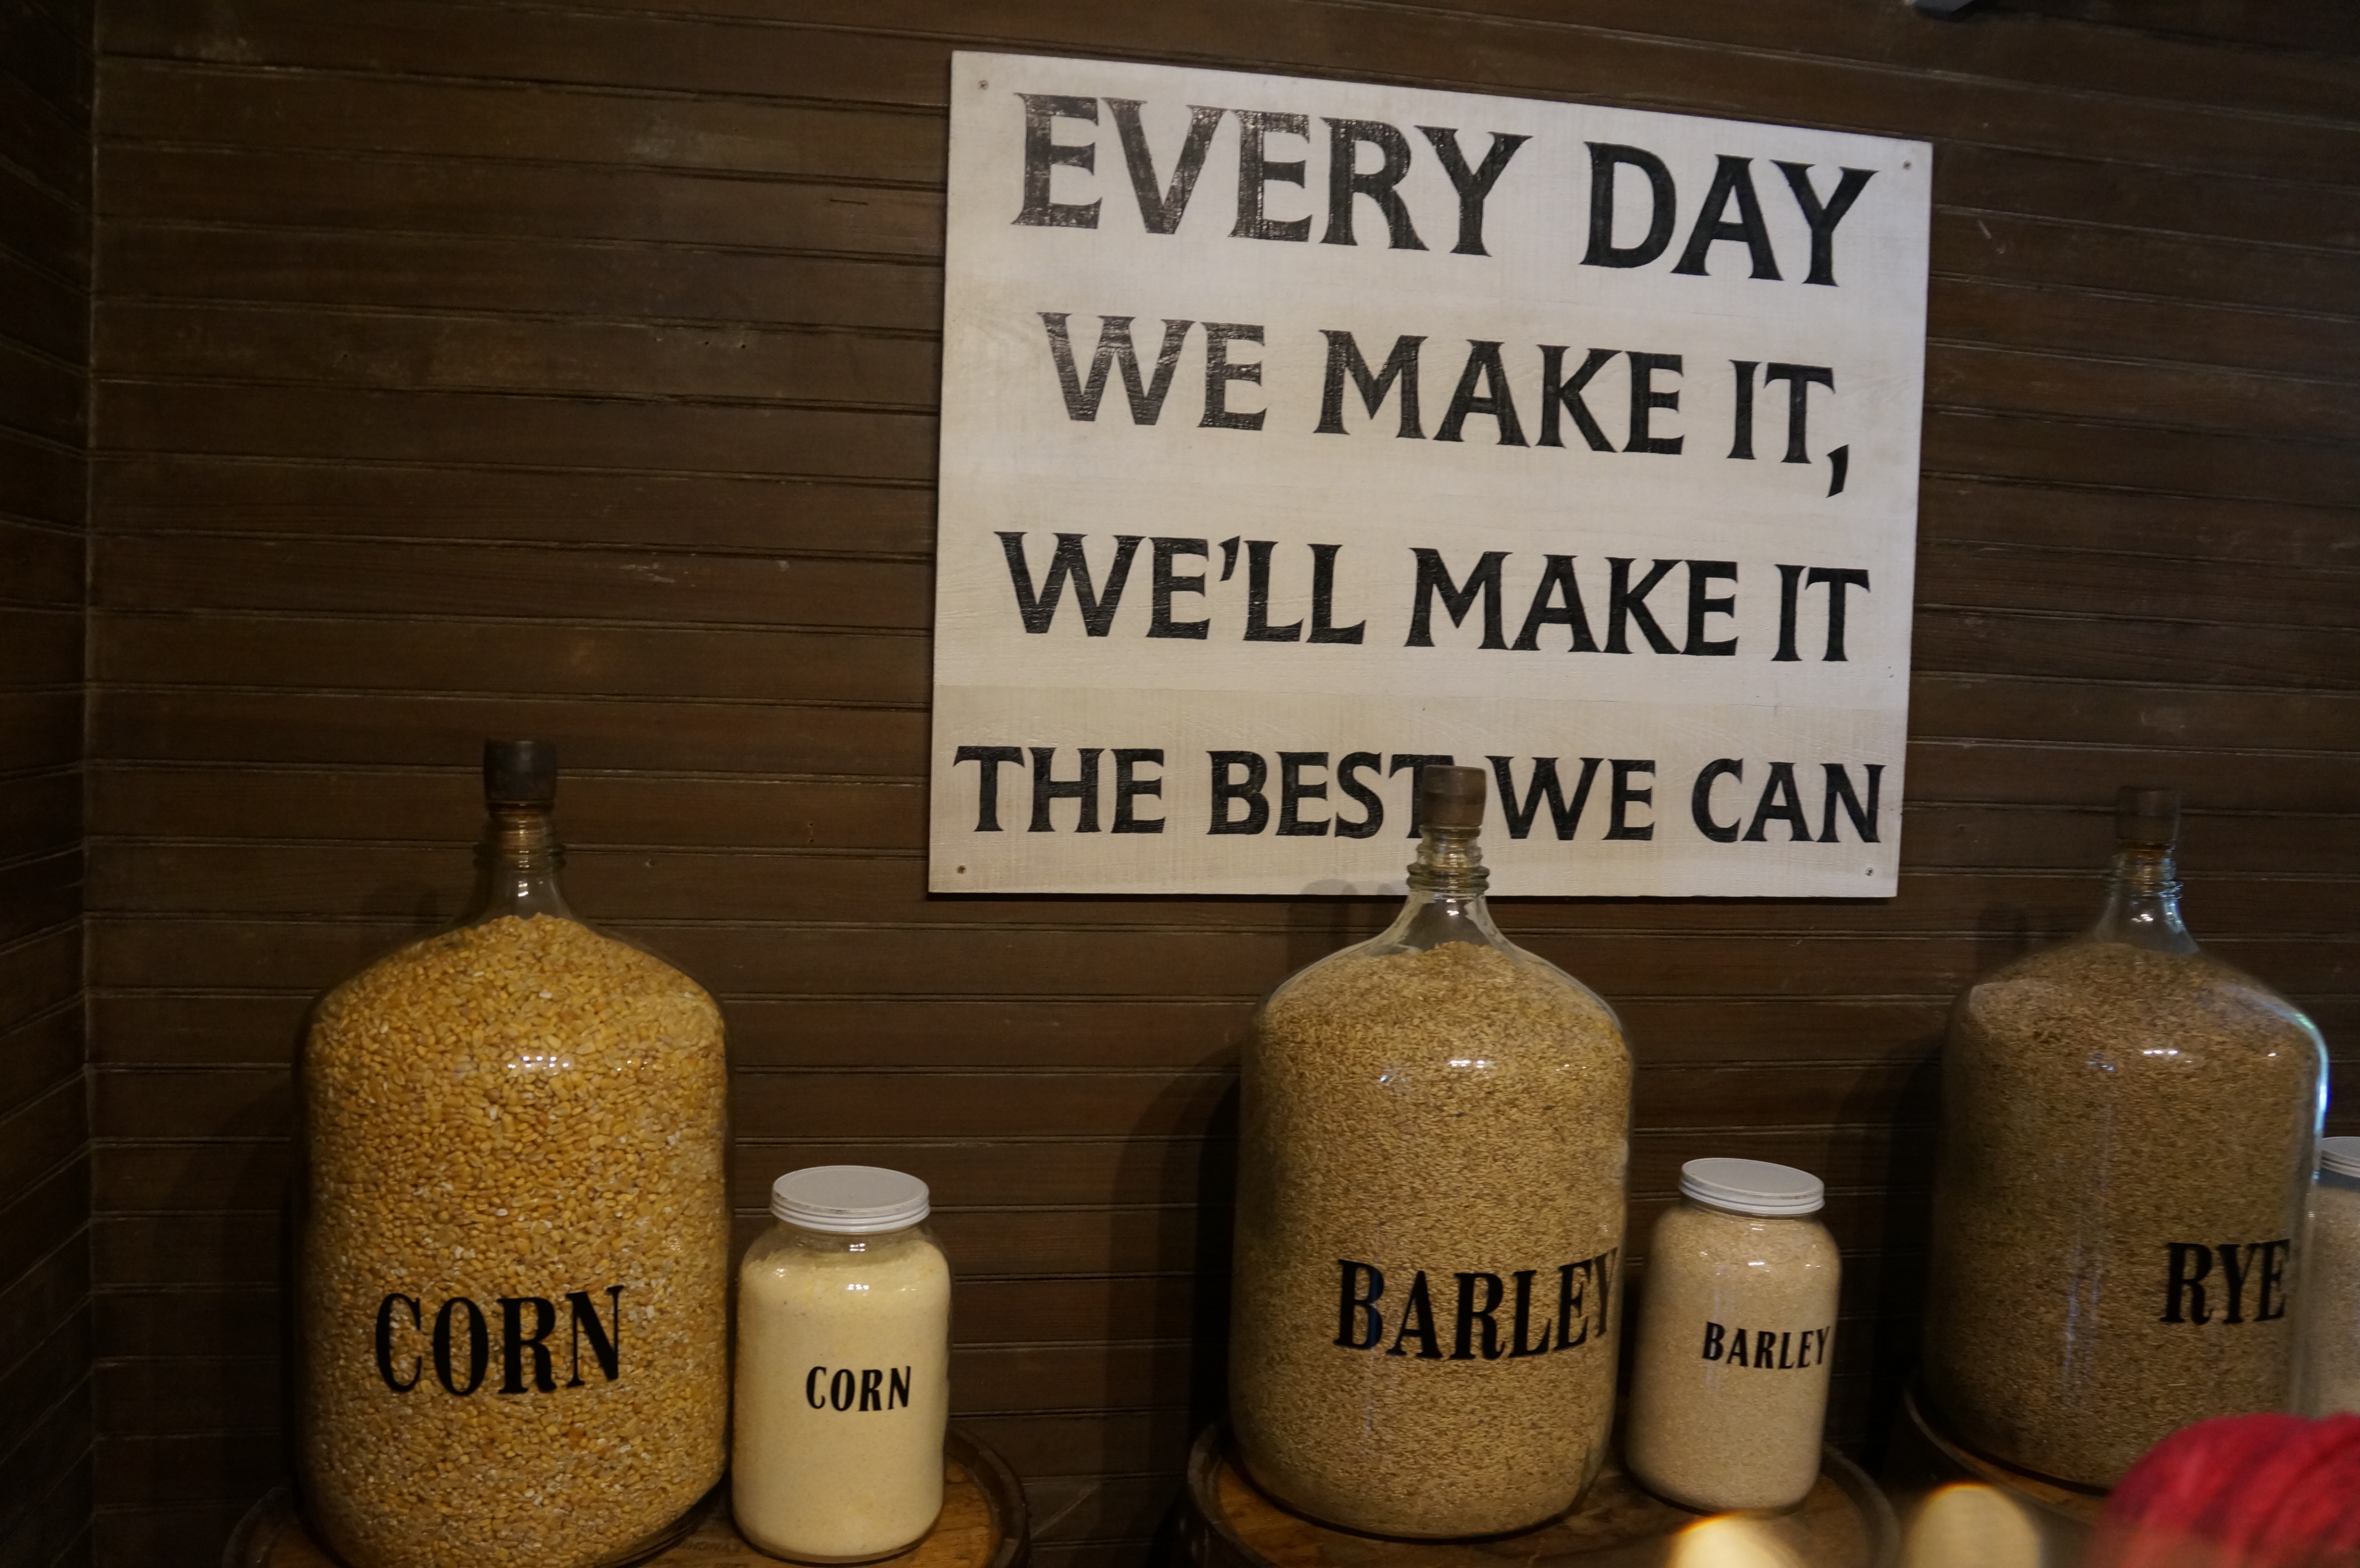 EVERY DAY
WE MAKE IT,
WE'LL MAKE IT
THE BEST WE CAN
CORN
CORN
BARLEY
BARLEY
RYE